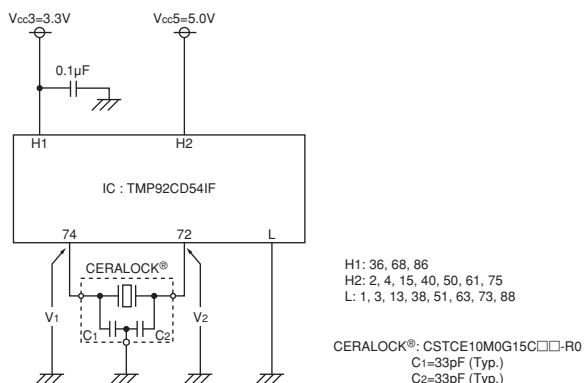 Vcc3=3.3V
Vcc5=5.0V
0.1μF
H1
H2
IC : TMP92CD54IF
74
72
L
CERALOCK®
V1
C1
C2
V2
H1: 36, 68, 86
H2: 2, 4, 15, 40, 50, 61, 75
L: 1, 3, 13, 38, 51, 63, 73, 88
CERALOCK®: CSTCE10M0G15C□□-R0
C1=33pF (Typ.)
C2=33pF (Typ.)